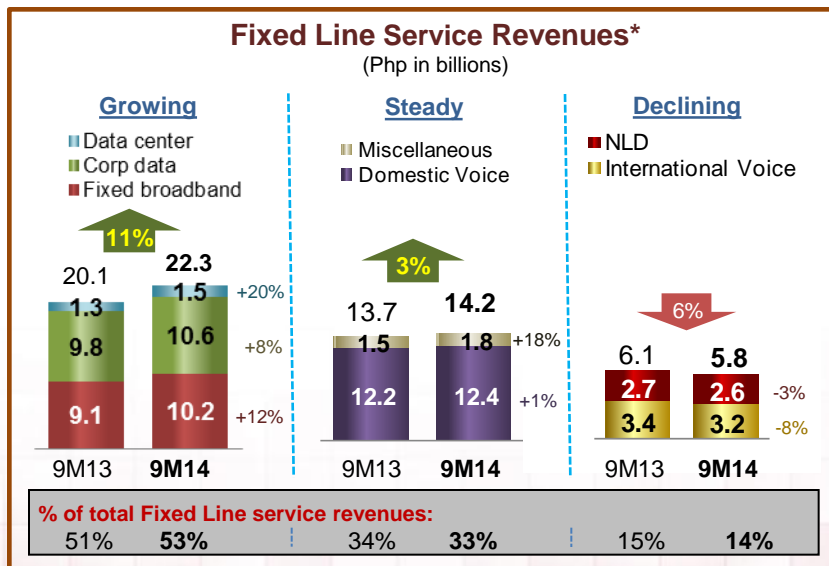 Fixed Line Service Revenues*
(Php in billions)
Growing
Data center
Corp data
Fixed broadband
11%
20.1
22.3
1.3
1.5
+20%
9.8
10.6
+8%
9.1
10.2
+12%
9M13
9M14
Steady
Miscellaneous
Domestic Voice
3%
13.7
14.2
1.5
1.8
+18%
12.2
12.4
+1%
9M13
9M14
Declining
NLD
International Voice
6%
6.1
5.8
2.7
2.6
-3%
3.4
3.2
-8%
9M13
9M14
% of total Fixed Line service revenues:
51% 53% 34% 33% 15% 14%